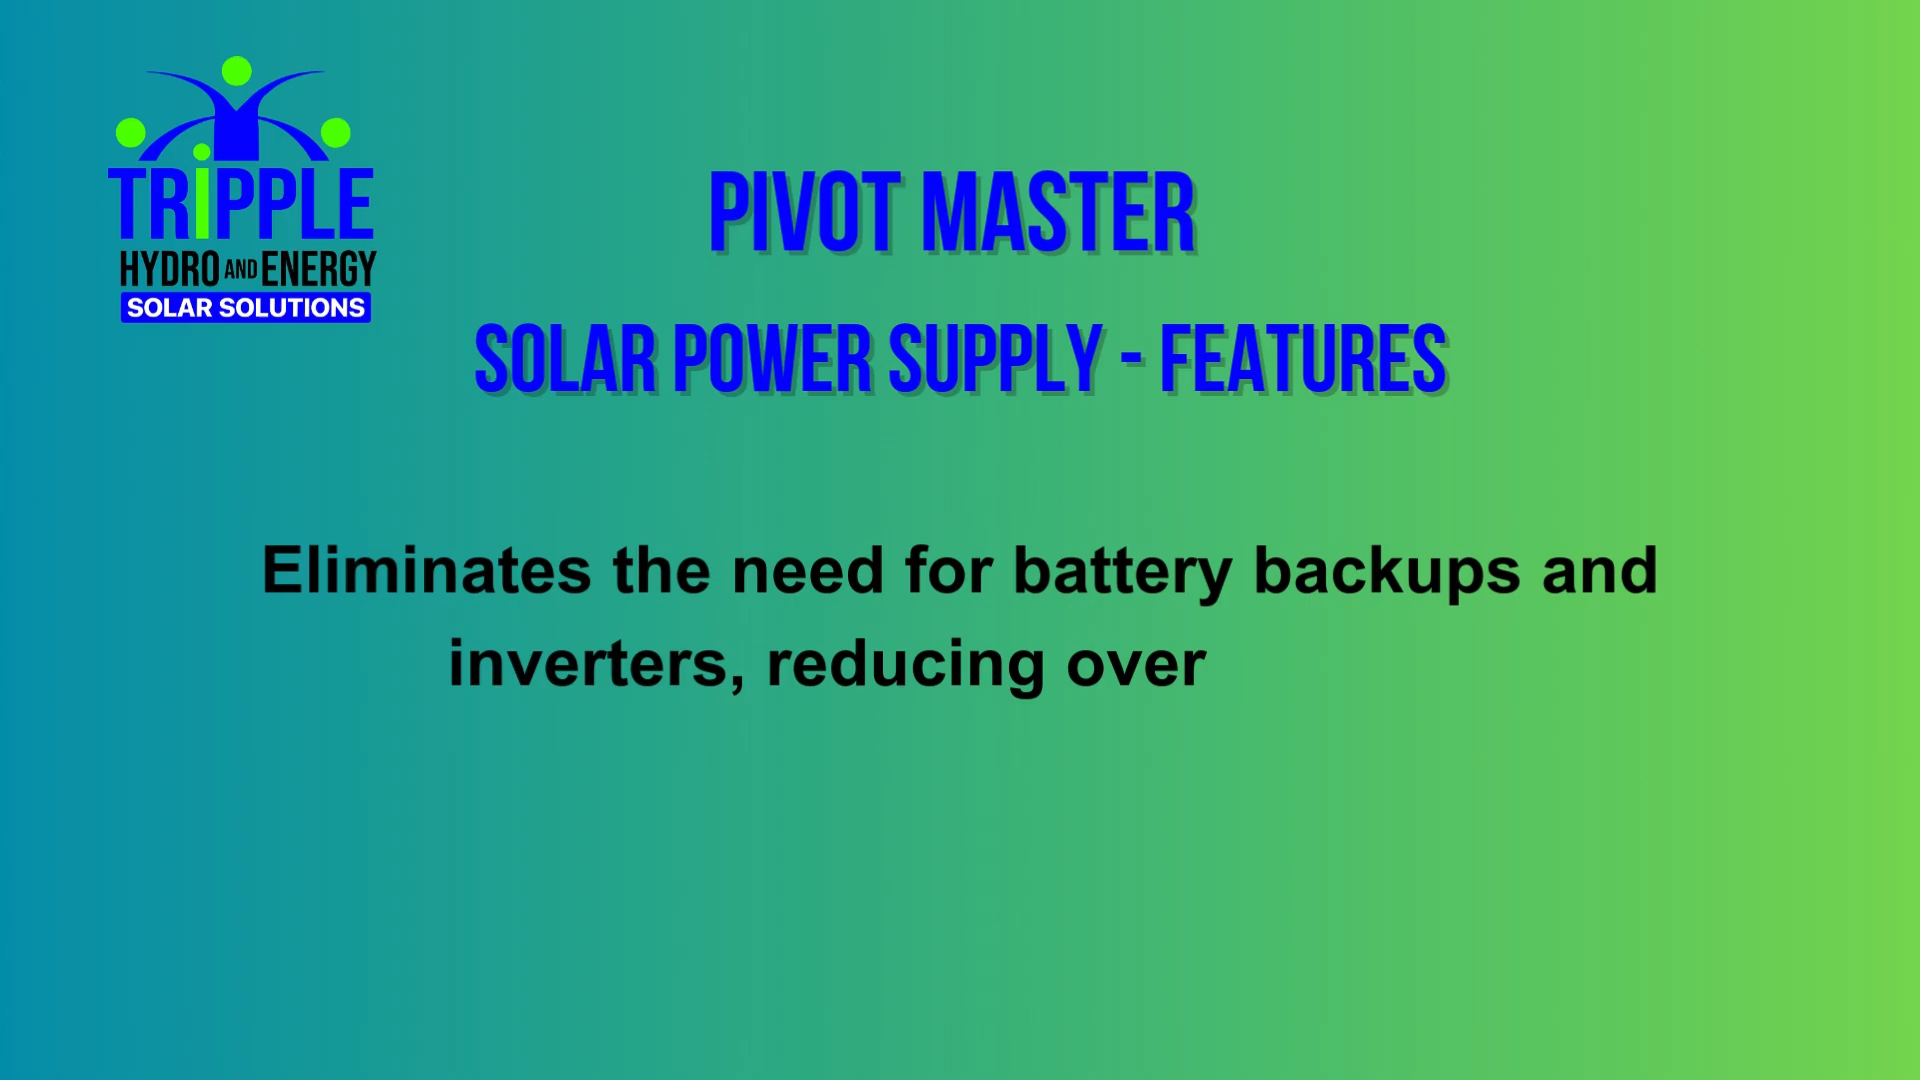 TRiPPLE
HYDRO AND ENERGY
SOLAR SOLUTIONS
PIVOT MASTER
SOLAR POWER SUPPLY - FEATURES
Eliminates the need for battery backups and
inverters, reducing over